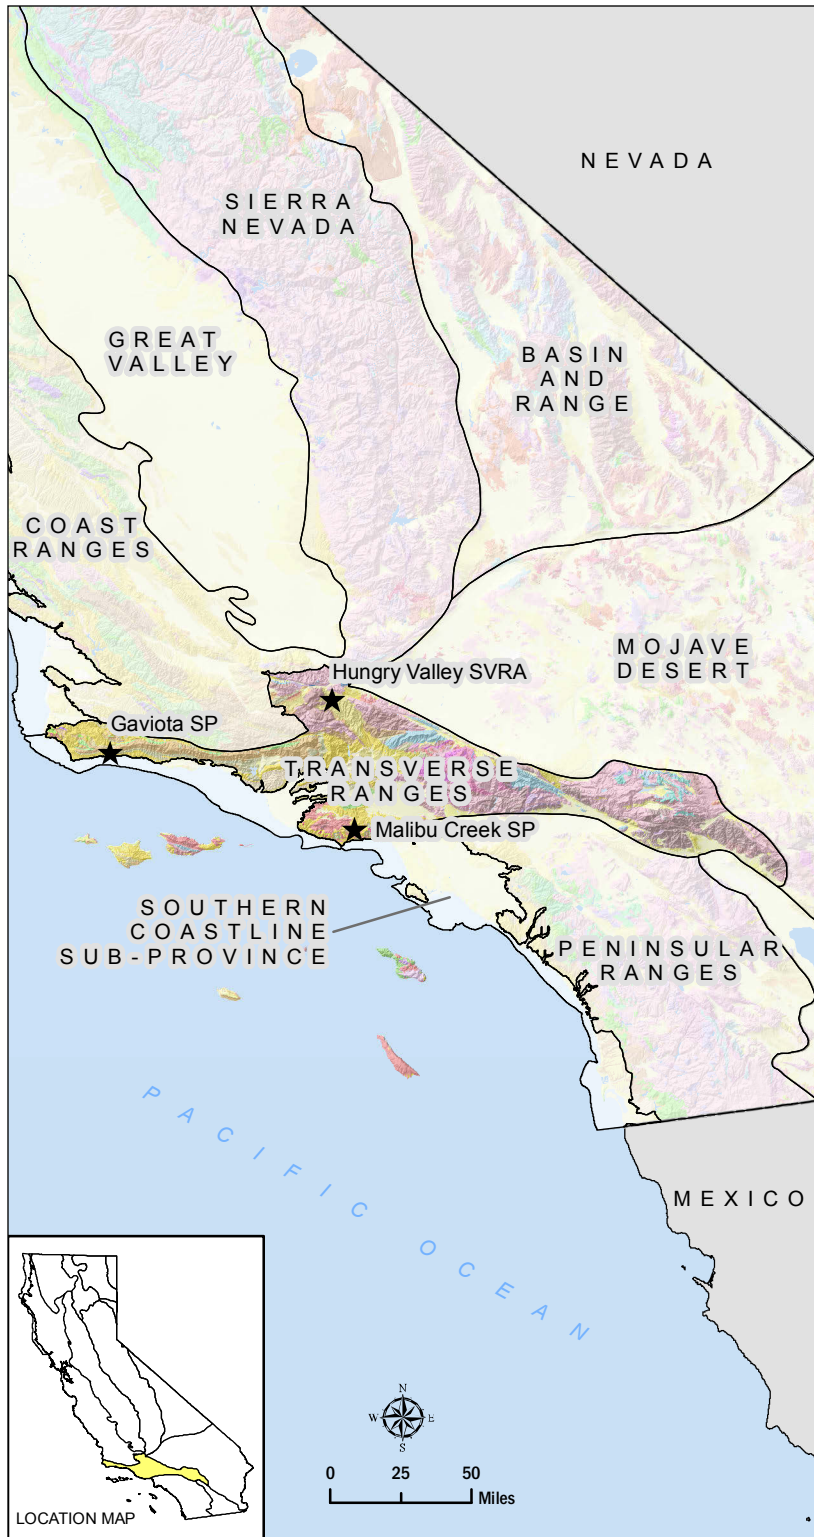 NEVADA
SIERRA
NEVADA
GREAT
VALLEY
BASIN
AND
RANGE
COAST
RANGES
MOJAVE
DESERT
Hungry Valley SVRA
Gaviota SP
TRANSVERSE
RANGES
Malibu Creek SP
SOUTHERN
COASTLINE
SUB-PROVINCE
PENINSULAR
RANGES
PACIFIC OCEAN
MEXICO
LOCATION MAP
N
W E
S
0 25 50
Miles